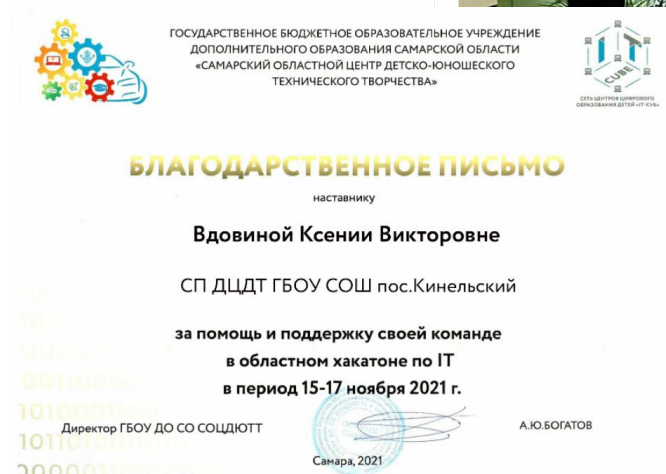 ГОСУДАРСТВЕННОЕ БЮДЖЕТНОЕ ОБРАЗОВАТЕЛЬНОЕ УЧРЕЖДЕНИЕ
ДОПОЛНИТЕЛЬНОГО ОБРАЗОВАНИЯ САМАРСКОЙ ОБЛАСТИ
«САМАРСКИЙ ОБЛАСТНОЙ ЦЕНТР ДЕТСКО-ЮНОШЕСКОГО
ТЕХНИЧЕСКОГО ТВОРЧЕСТВА»
IT
CUBE
СЕТЬ ЦЕНТРОВ ЦИФРОВОГО
ОБРАЗОВАНИЯ ДЕТЕЙ «IT-КУБ»
БЛАГОДАРСТВЕННОЕ ПИСЬМО
наставнику
Вдовиной Ксении Викторовне
СП ДЦДТ ГБОУ СОШ пос.Кинельский
за помощь и поддержку своей команде
в областном хакатоне по IT
в период 15-17 ноября 2021 г.
Директор ГБОУ ДО СО СОЦДЮТТ
А.Ю.БОГАТОВ
Самара, 2021